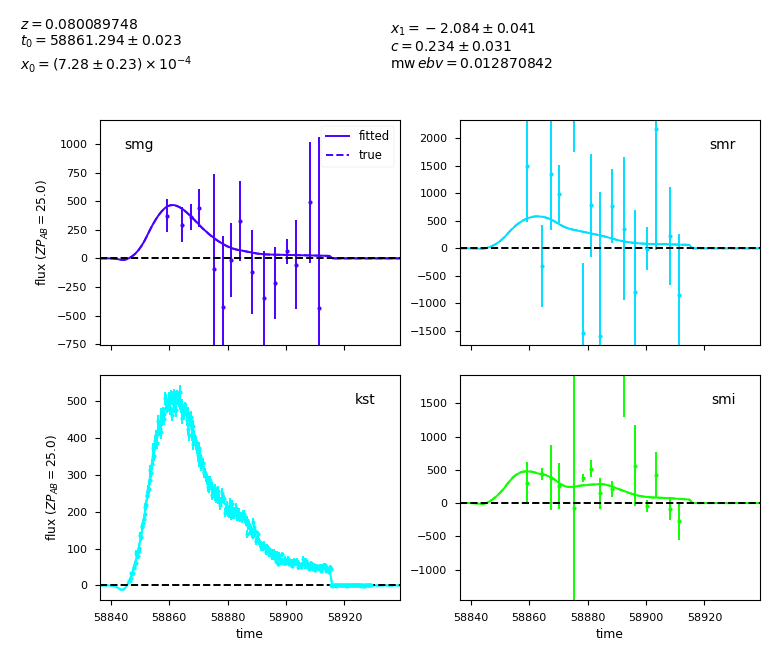 z = 0.080089748
t₀ = 58861.294 ± 0.023
x₀ = (7.28 ± 0.23) × 10⁻⁴
x₁ = −2.084 ± 0.041
c = 0.234 ± 0.031
mw ebv = 0.012870842
smg
fitted
true
1000
750
500
250
0
−250
−500
−750
flux (ZP_AB = 25.0)
smr
2000
1500
1000
500
0
−500
−1000
−1500
kst
500
400
300
200
100
0
flux (ZP_AB = 25.0)
58840 58860 58880 58900 58920
time
smi
1500
1000
500
0
−500
−1000
58840 58860 58880 58900 58920
time